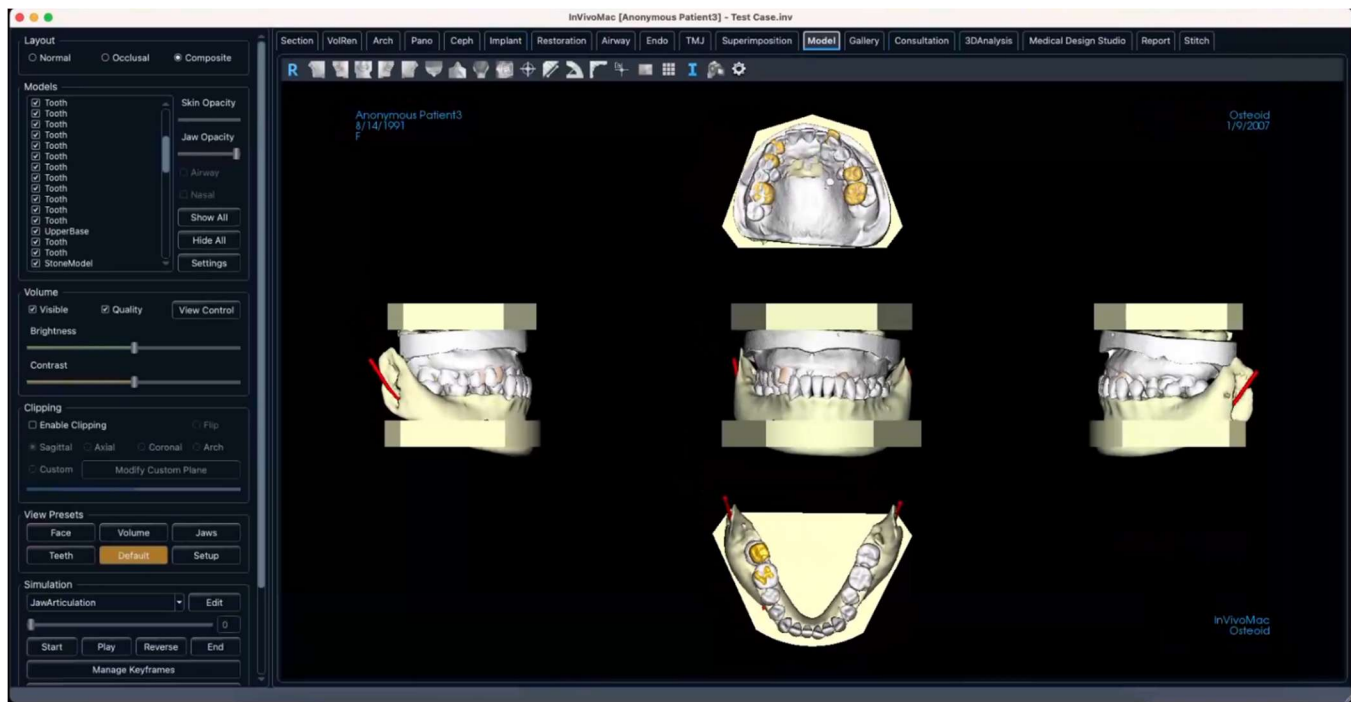 InVivoMac [Anonymous Patient3] - Test Case.inv
Section VolRen Arch Pano Ceph Implant Restoration Airway Endo TMJ Superimposition Model Gallery Consultation 3DAnalysis Medical Design Studio Report Stitch
R I
Layout
Normal Occlusal Composite
Models
Tooth
Tooth
Tooth
Tooth
Tooth
Tooth
Tooth
Tooth
Tooth
Tooth
Tooth
Tooth
UpperBase
Tooth
Tooth
StoneModel
Skin Opacity
Jaw Opacity
Airway
Nasal
Show All
Hide All
Settings
Volume
Visible Quality View Control
Brightness
Contrast
Clipping
Enable Clipping Flip
Sagittal Axial Coronal Arch
Custom Modify Custom Plane
View Presets
Face Volume Jaws
Teeth Default Setup
Simulation
JawArticulation Edit
0
Start Play Reverse End
Manage Keyframes
Anonymous Patient3
8/14/1991
F
Osteoid
1/9/2007
InVivoMac
Osteoid